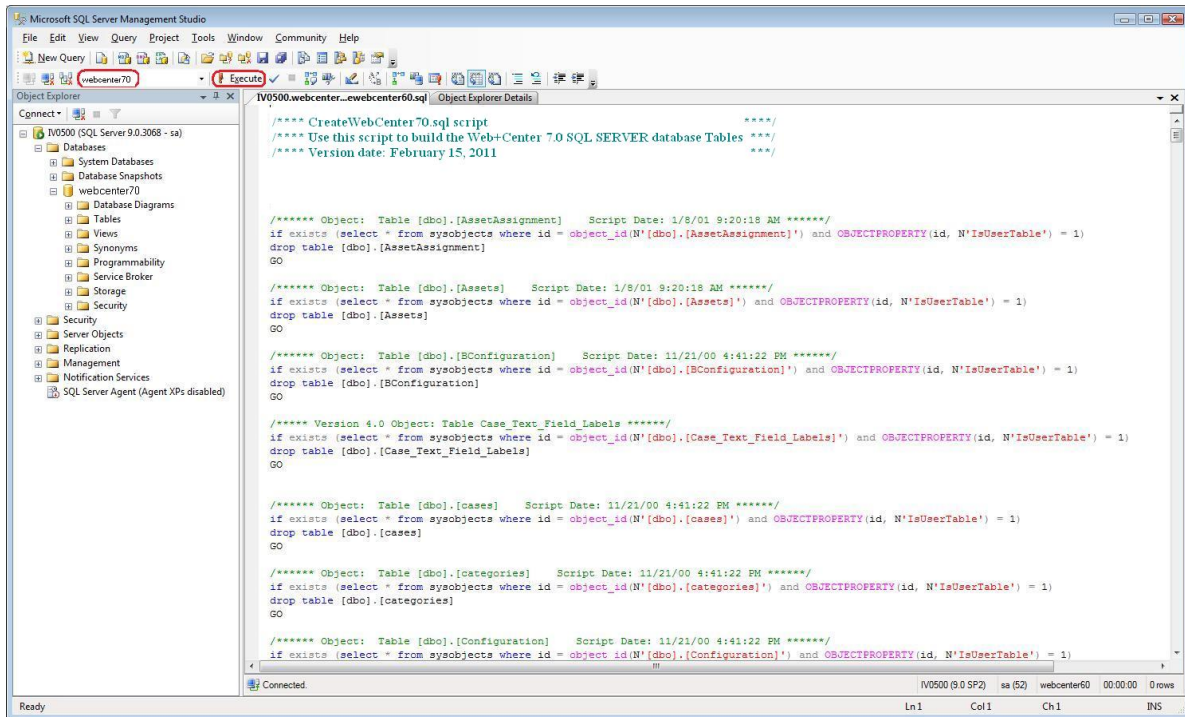 Microsoft SQL Server Management Studio
File Edit View Query Project Tools Window Community Help
New Query
webcenter70 Execute
Object Explorer
IV0500.webcenter...ewebcenter60.sql Object Explorer Details
Connect
IV0500 (SQL Server 9.0.3068 - sa)
Databases
System Databases
Database Snapshots
webcenter70
Database Diagrams
Tables
Views
Synonyms
Programmability
Service Broker
Storage
Security
Security
Server Objects
Replication
Management
Notification Services
SQL Server Agent (Agent XPs disabled)
/**** CreateWebCenter70.sql script ****/
/**** Use this script to build the Web+Center 7.0 SQL SERVER database Tables ***/
/**** Version date: February 15, 2011 ***/
/****** Object: Table [dbo].[AssetAssignment] Script Date: 1/8/01 9:20:18 AM ******/
if exists (select * from sysobjects where id = object_id(N'[dbo].[AssetAssignment]') and OBJECTPROPERTY(id, N'IsUserTable') = 1)
drop table [dbo].[AssetAssignment]
GO
/****** Object: Table [dbo].[Assets] Script Date: 1/8/01 9:20:18 AM ******/
if exists (select * from sysobjects where id = object_id(N'[dbo].[Assets]') and OBJECTPROPERTY(id, N'IsUserTable') = 1)
drop table [dbo].[Assets]
GO
/****** Object: Table [dbo].[BConfiguration] Script Date: 11/21/00 4:41:22 PM ******/
if exists (select * from sysobjects where id = object_id(N'[dbo].[BConfiguration]') and OBJECTPROPERTY(id, N'IsUserTable') = 1)
drop table [dbo].[BConfiguration]
GO
/***** Version 4.0 Object: Table Case_Text_Field_Labels ******/
if exists (select * from sysobjects where id = object_id(N'[dbo].[Case_Text_Field_Labels]') and OBJECTPROPERTY(id, N'IsUserTable') = 1)
drop table [dbo].[Case_Text_Field_Labels]
GO
/****** Object: Table [dbo].[cases] Script Date: 11/21/00 4:41:22 PM ******/
if exists (select * from sysobjects where id = object_id(N'[dbo].[cases]') and OBJECTPROPERTY(id, N'IsUserTable') = 1)
drop table [dbo].[cases]
GO
/****** Object: Table [dbo].[categories] Script Date: 11/21/00 4:41:22 PM ******/
if exists (select * from sysobjects where id = object_id(N'[dbo].[categories]') and OBJECTPROPERTY(id, N'IsUserTable') = 1)
drop table [dbo].[categories]
GO
/****** Object: Table [dbo].[Configuration] Script Date: 11/21/00 4:41:22 PM ******/
if exists (select * from sysobjects where id = object_id(N'[dbo].[Configuration]') and OBJECTPROPERTY(id, N'IsUserTable') = 1)
Connected. IV0500 (9.0 SP2) sa (52) webcenter60 00:00:00 0 rows
Ready Ln 1 Col 1 Ch 1 INS